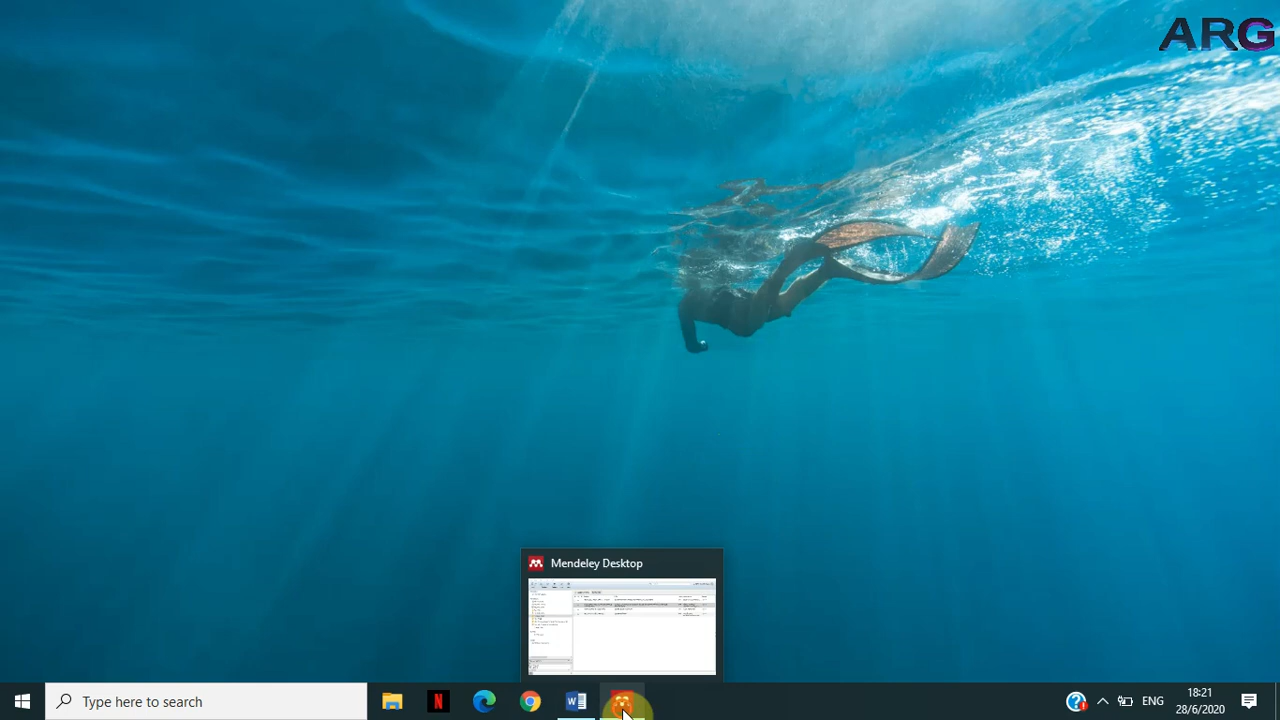 ARG
Mendeley Desktop
Type here to search
N
W
ENG
18:21
28/6/2020